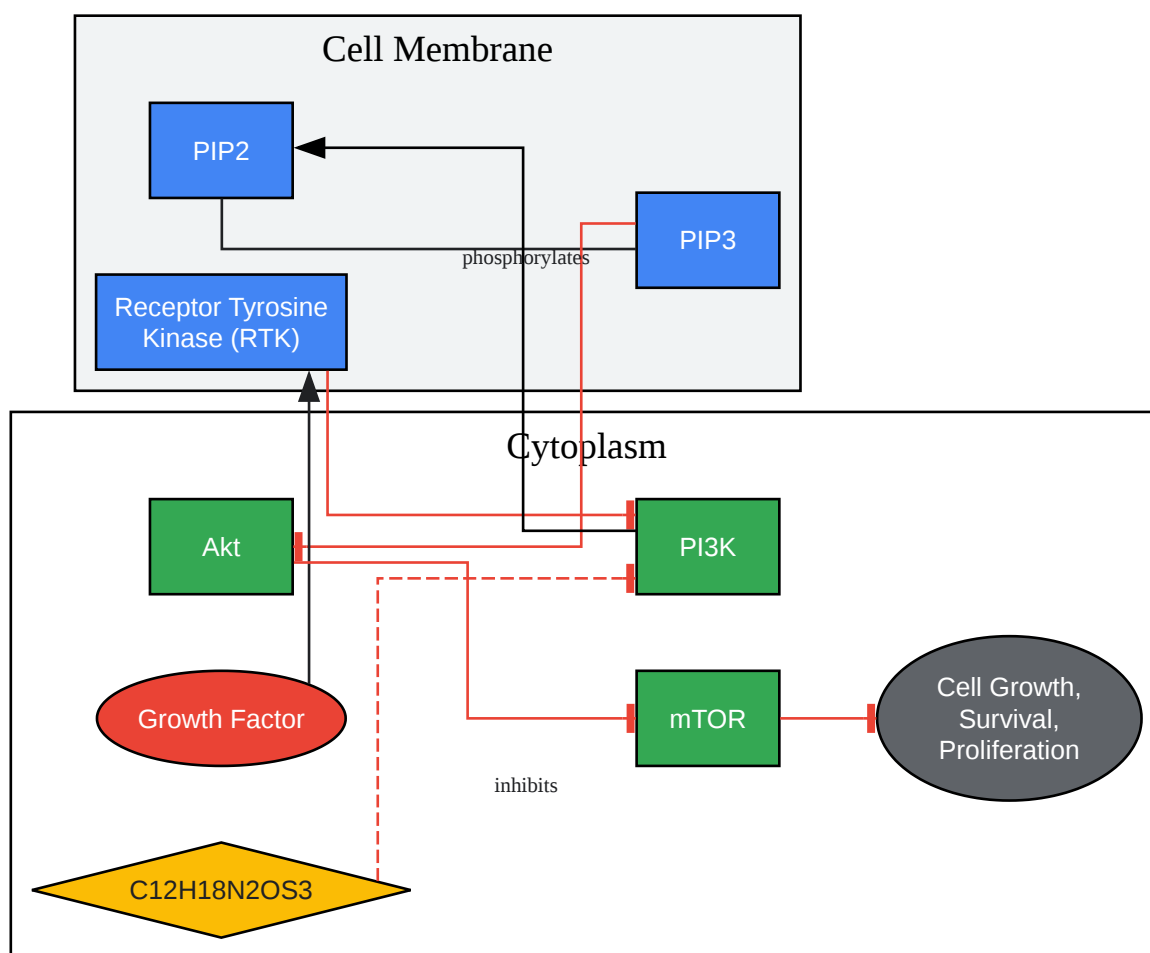 Cell Membrane
PIP2
PIP3
phosphorylates
Receptor Tyrosine
Kinase (RTK)
Cytoplasm
Akt
PI3K
Growth Factor
mTOR
Cell Growth,
Survival,
Proliferation
inhibits
C12H18N2OS3